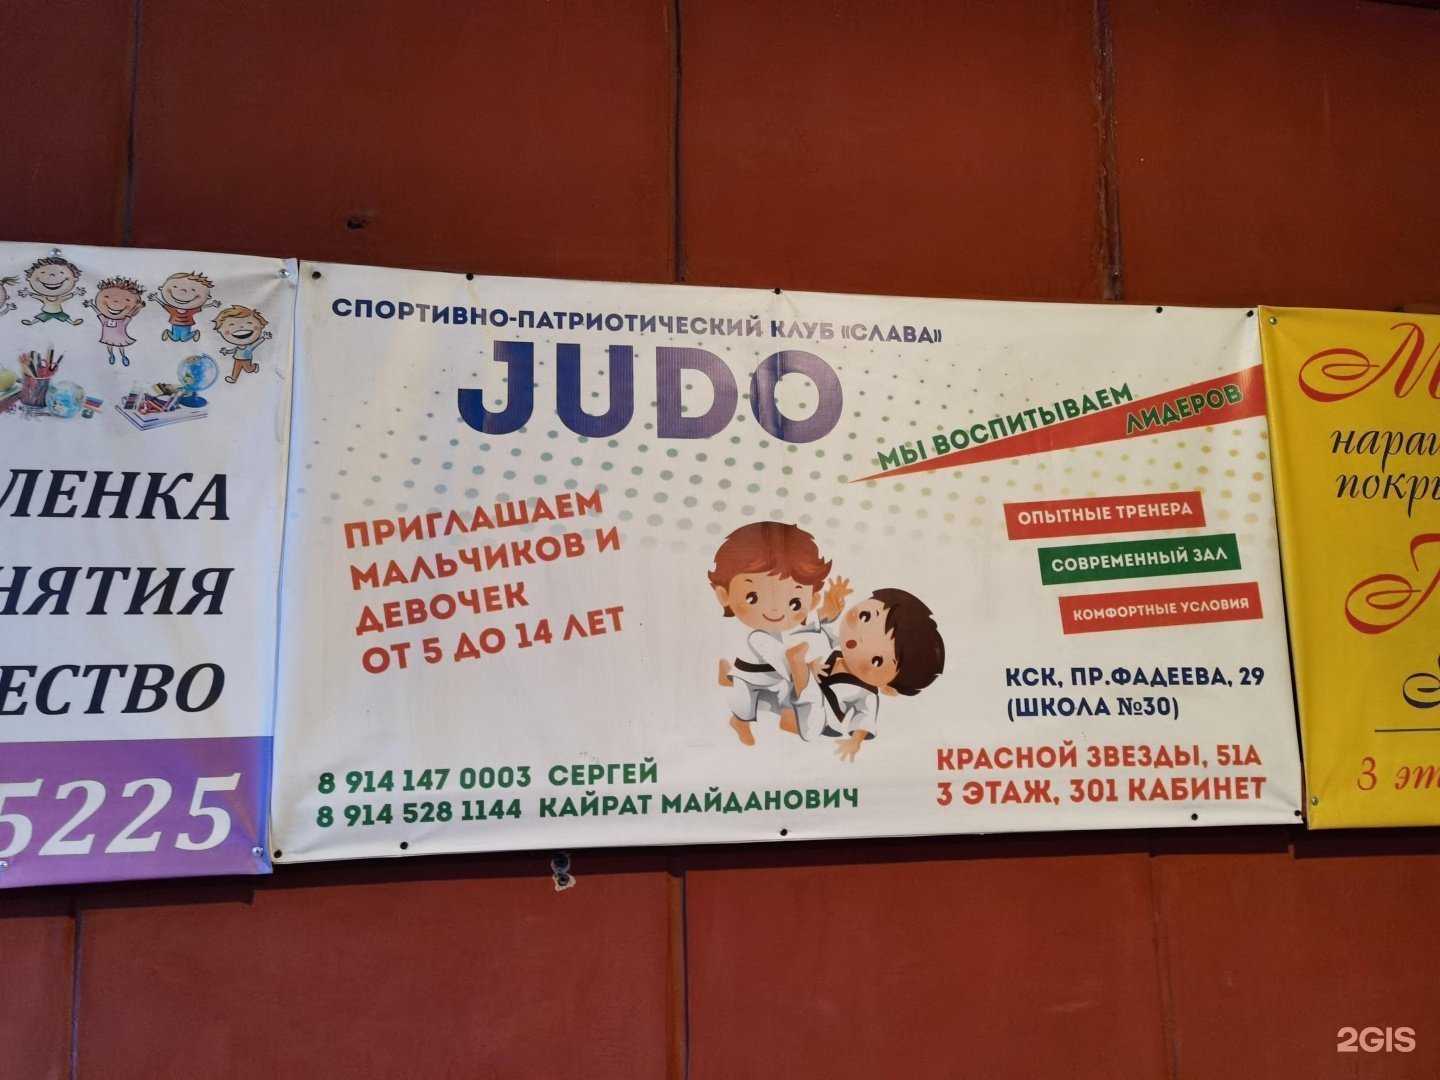 ЛЕНКА
НЯТИЯ
ЕСТВО
5225
СПОРТИВНО-ПАТРИОТИЧЕСКИЙ КЛУБ «СЛАВА»
JUDO
МЫ ВОСПИТЫВАЕМ
ЛИДЕРОВ
ПРИГЛАШАЕМ
МАЛЬЧИКОВ И
ДЕВОЧЕК
ОТ 5 ДО 14 ЛЕТ
ОПЫТНЫЕ ТРЕНЕРА
СОВРЕМЕННЫЙ ЗАЛ
КОМФОРТНЫЕ УСЛОВИЯ
КСК, ПР.ФАДЕЕВА, 29
(ШКОЛА №30)
8 914 147 0003 СЕРГЕЙ
8 914 528 1144 КАЙРАТ МАЙДАНОВИЧ
КРАСНОЙ ЗВЕЗДЫ, 51А
3 ЭТАЖ, 301 КАБИНЕТ
М
нара
покр
3 эт
2GIS